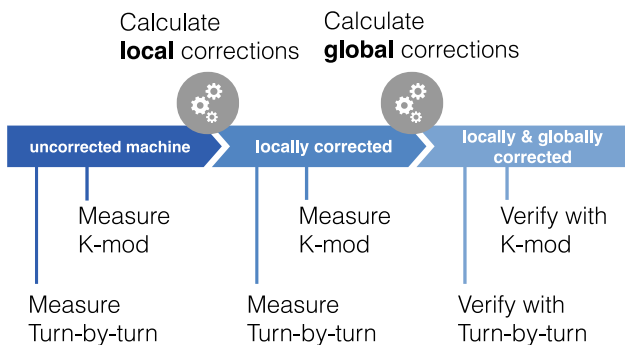 Calculate
local corrections
Calculate
global corrections
uncorrected machine
locally corrected
locally & globally
corrected
Measure
K-mod
Measure
K-mod
Verify with
K-mod
Measure
Turn-by-turn
Measure
Turn-by-turn
Verify with
Turn-by-turn